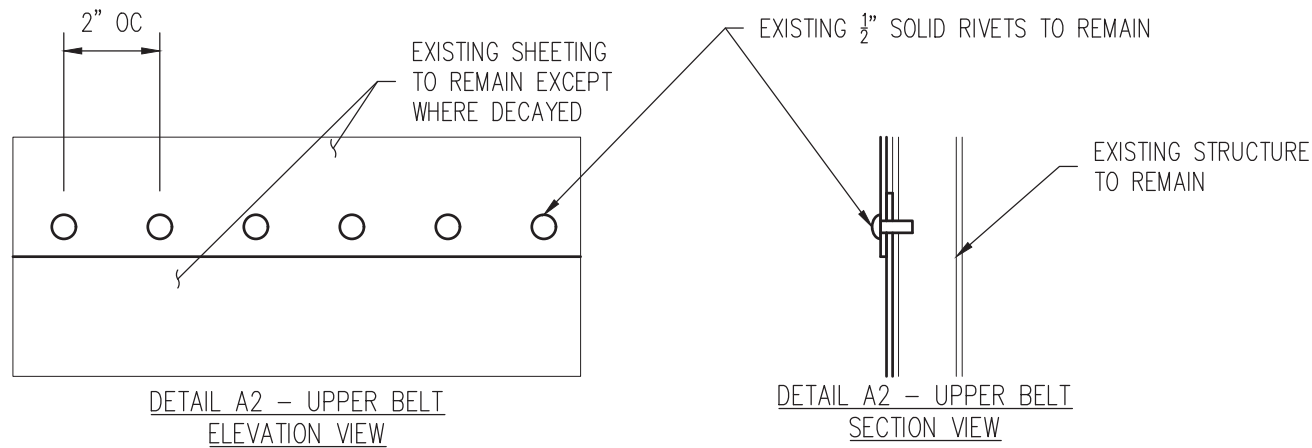 2” OC
EXISTING SHEETING
TO REMAIN EXCEPT
WHERE DECAYED
EXISTING ½” SOLID RIVETS TO REMAIN
EXISTING STRUCTURE
TO REMAIN
DETAIL A2 – UPPER BELT
ELEVATION VIEW
DETAIL A2 – UPPER BELT
SECTION VIEW